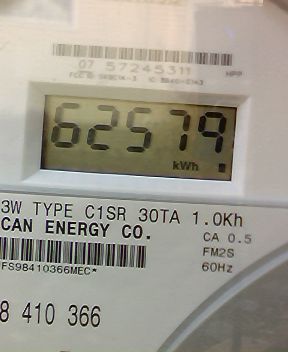 07 57245311 HPP
62579
kWh
3W TYPE C1SR 30TA 1.0Kh
CAN ENERGY CO.
CA 0.5
FM2S
*FS98410366MEC*
60Hz
8 410 366